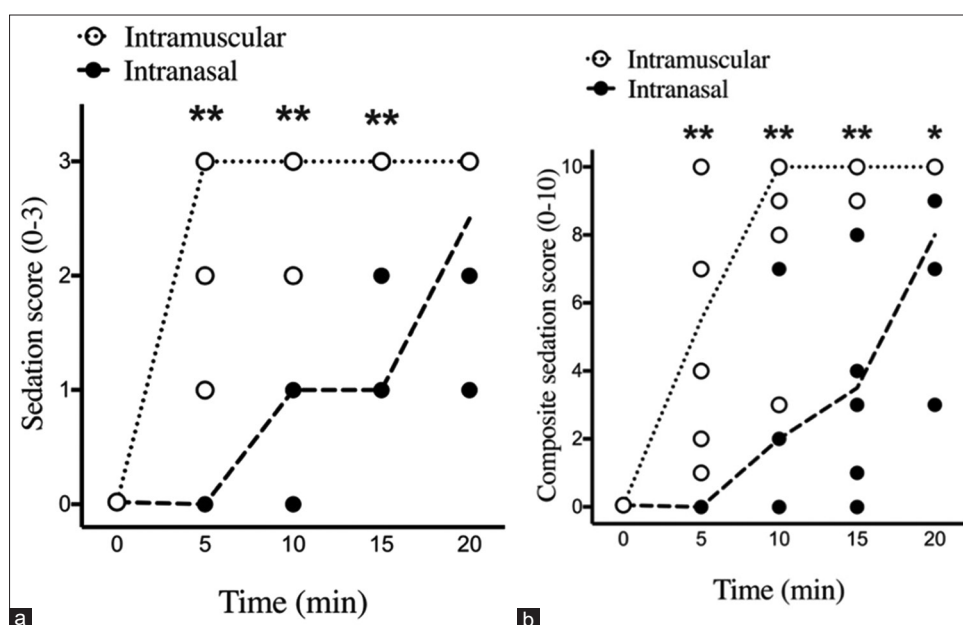 Intramuscular
Intranasal
** ** **
3
2
1
0
Sedation score (0-3)
0 5 10 15 20
Time (min)
a
Intramuscular
Intranasal
** ** ** *
10
8
6
4
2
0
Composite sedation score (0-10)
0 5 10 15 20
Time (min)
b